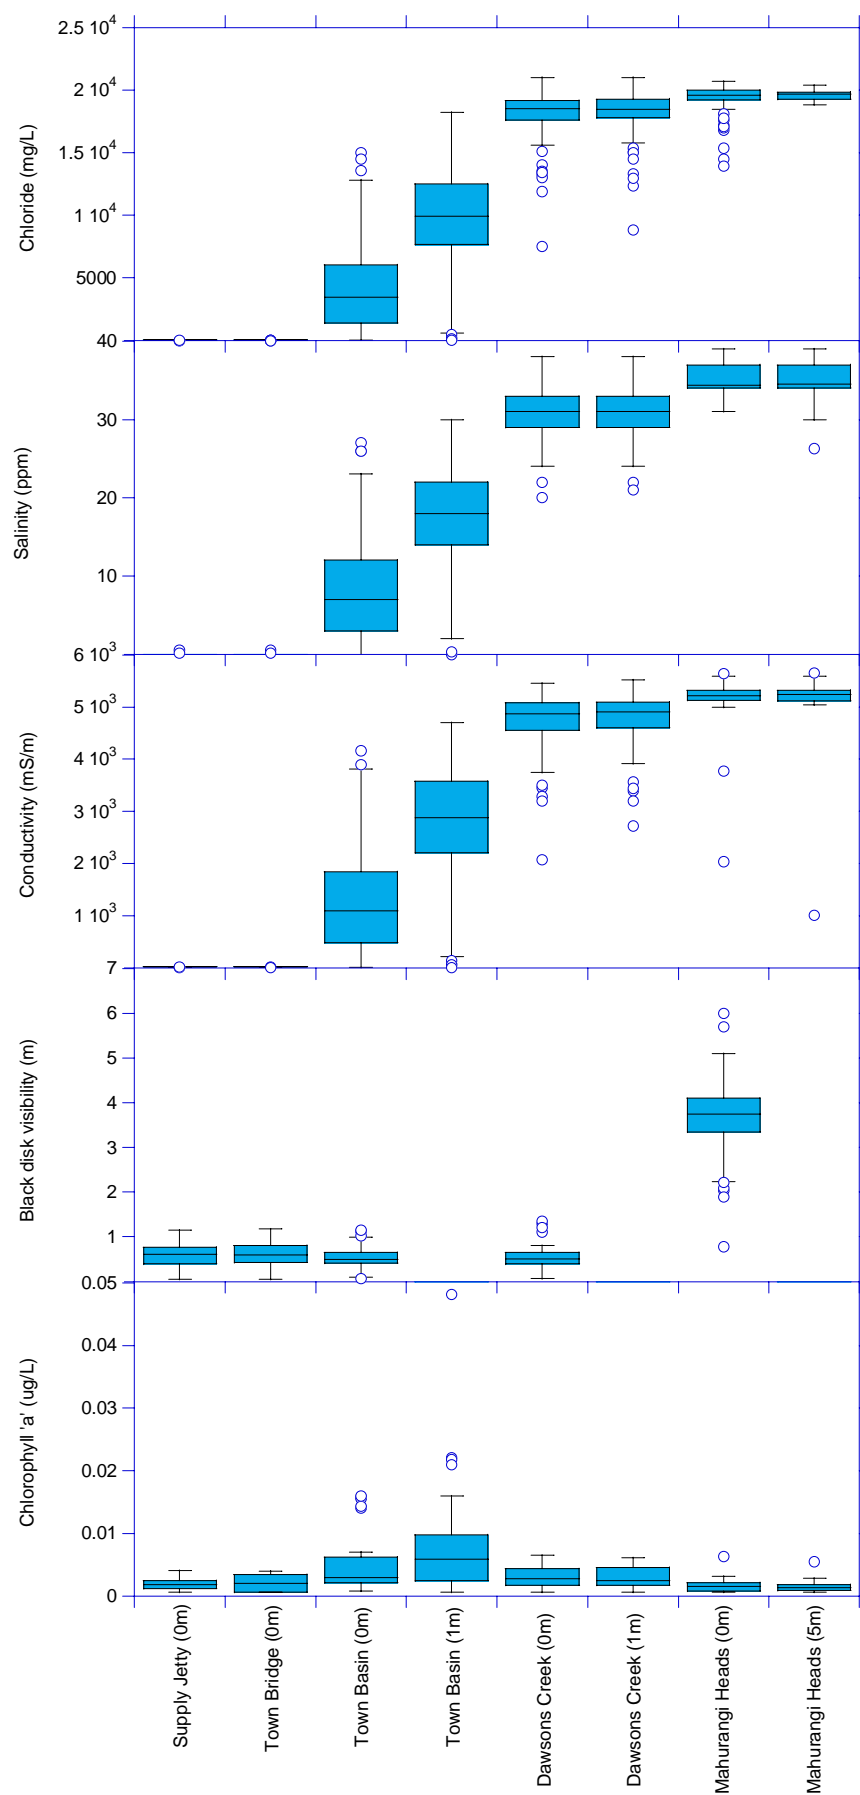 Chloride (mg/L)
2.5 10⁴
2 10⁴
1.5 10⁴
1 10⁴
5000
40
Salinity (ppm)
30
20
10
6 10³
Conductivity (mS/m)
5 10³
4 10³
3 10³
2 10³
1 10³
7
Black disk visibility (m)
6
5
4
3
2
1
0.05
Chlorophyll 'a' (ug/L)
0.04
0.03
0.02
0.01
0
Supply Jetty (0m)
Town Bridge (0m)
Town Basin (0m)
Town Basin (1m)
Dawsons Creek (0m)
Dawsons Creek (1m)
Mahurangi Heads (0m)
Mahurangi Heads (5m)